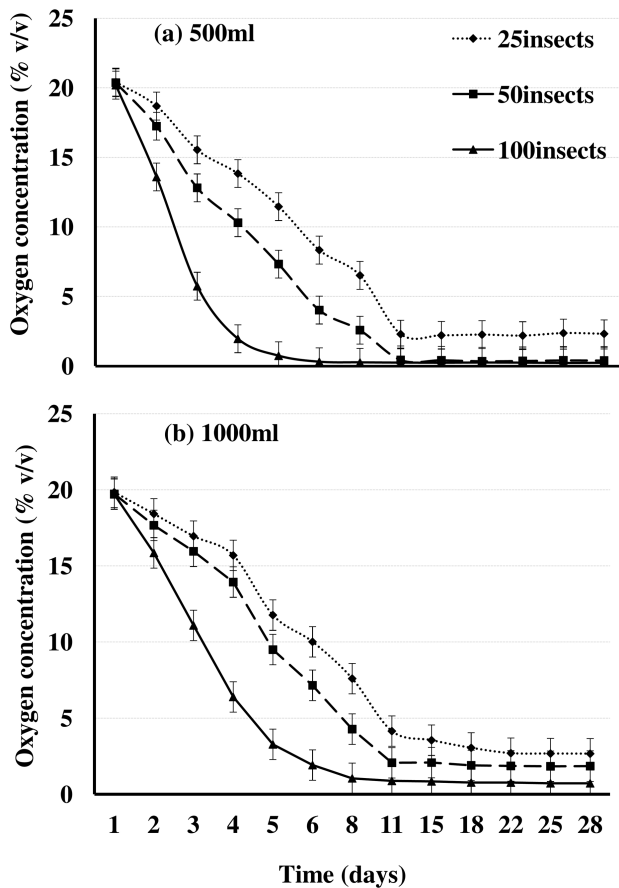 (a) 500ml
25insects
50insects
100insects
Oxygen concentration (% v/v)
25
20
15
10
5
0
(b) 1000ml
Oxygen concentration (% v/v)
25
20
15
10
5
0
1 2 3 4 5 6 8 11 15 18 22 25 28
Time (days)